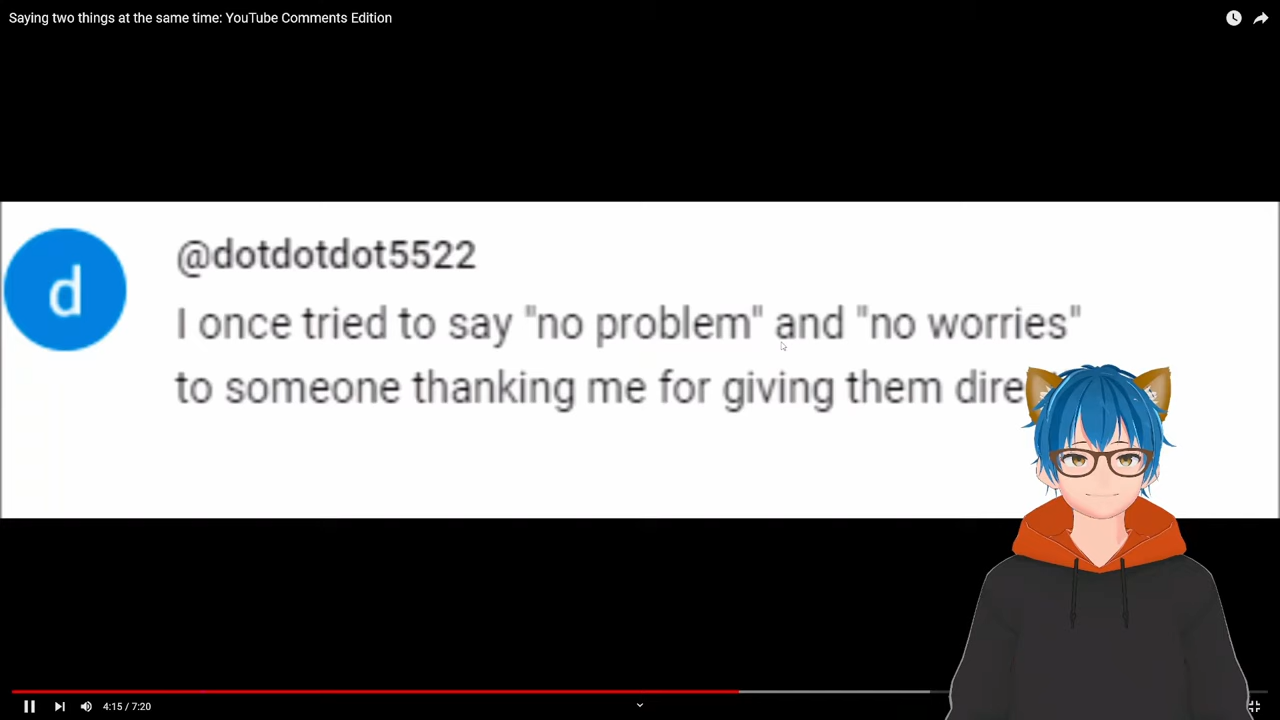 Saying two things at the same time: YouTube Comments Edition
d
@dotdotdot5522
I once tried to say "no problem" and "no worries"
to someone thanking me for giving them
4:15 / 7:20